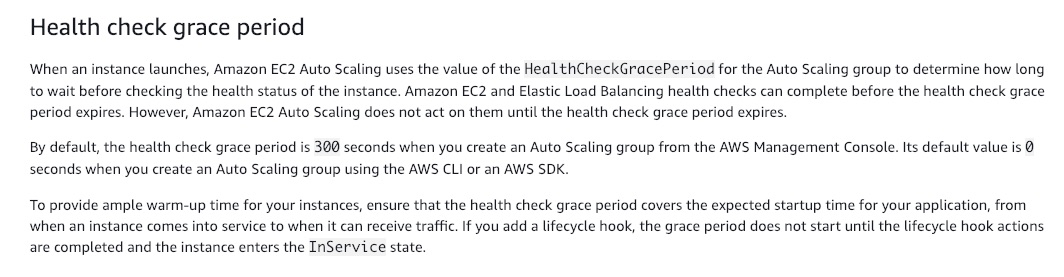 Health check grace period
When an instance launches, Amazon EC2 Auto Scaling uses the value of the HealthCheckGracePeriod for the Auto Scaling group to determine how long
to wait before checking the health status of the instance. Amazon EC2 and Elastic Load Balancing health checks can complete before the health check grace
period expires. However, Amazon EC2 Auto Scaling does not act on them until the health check grace period expires.
By default, the health check grace period is 300 seconds when you create an Auto Scaling group from the AWS Management Console. Its default value is 0
seconds when you create an Auto Scaling group using the AWS CLI or an AWS SDK.
To provide ample warm-up time for your instances, ensure that the health check grace period covers the expected startup time for your application, from
when an instance comes into service to when it can receive traffic. If you add a lifecycle hook, the grace period does not start until the lifecycle hook actions
are completed and the instance enters the InService state.